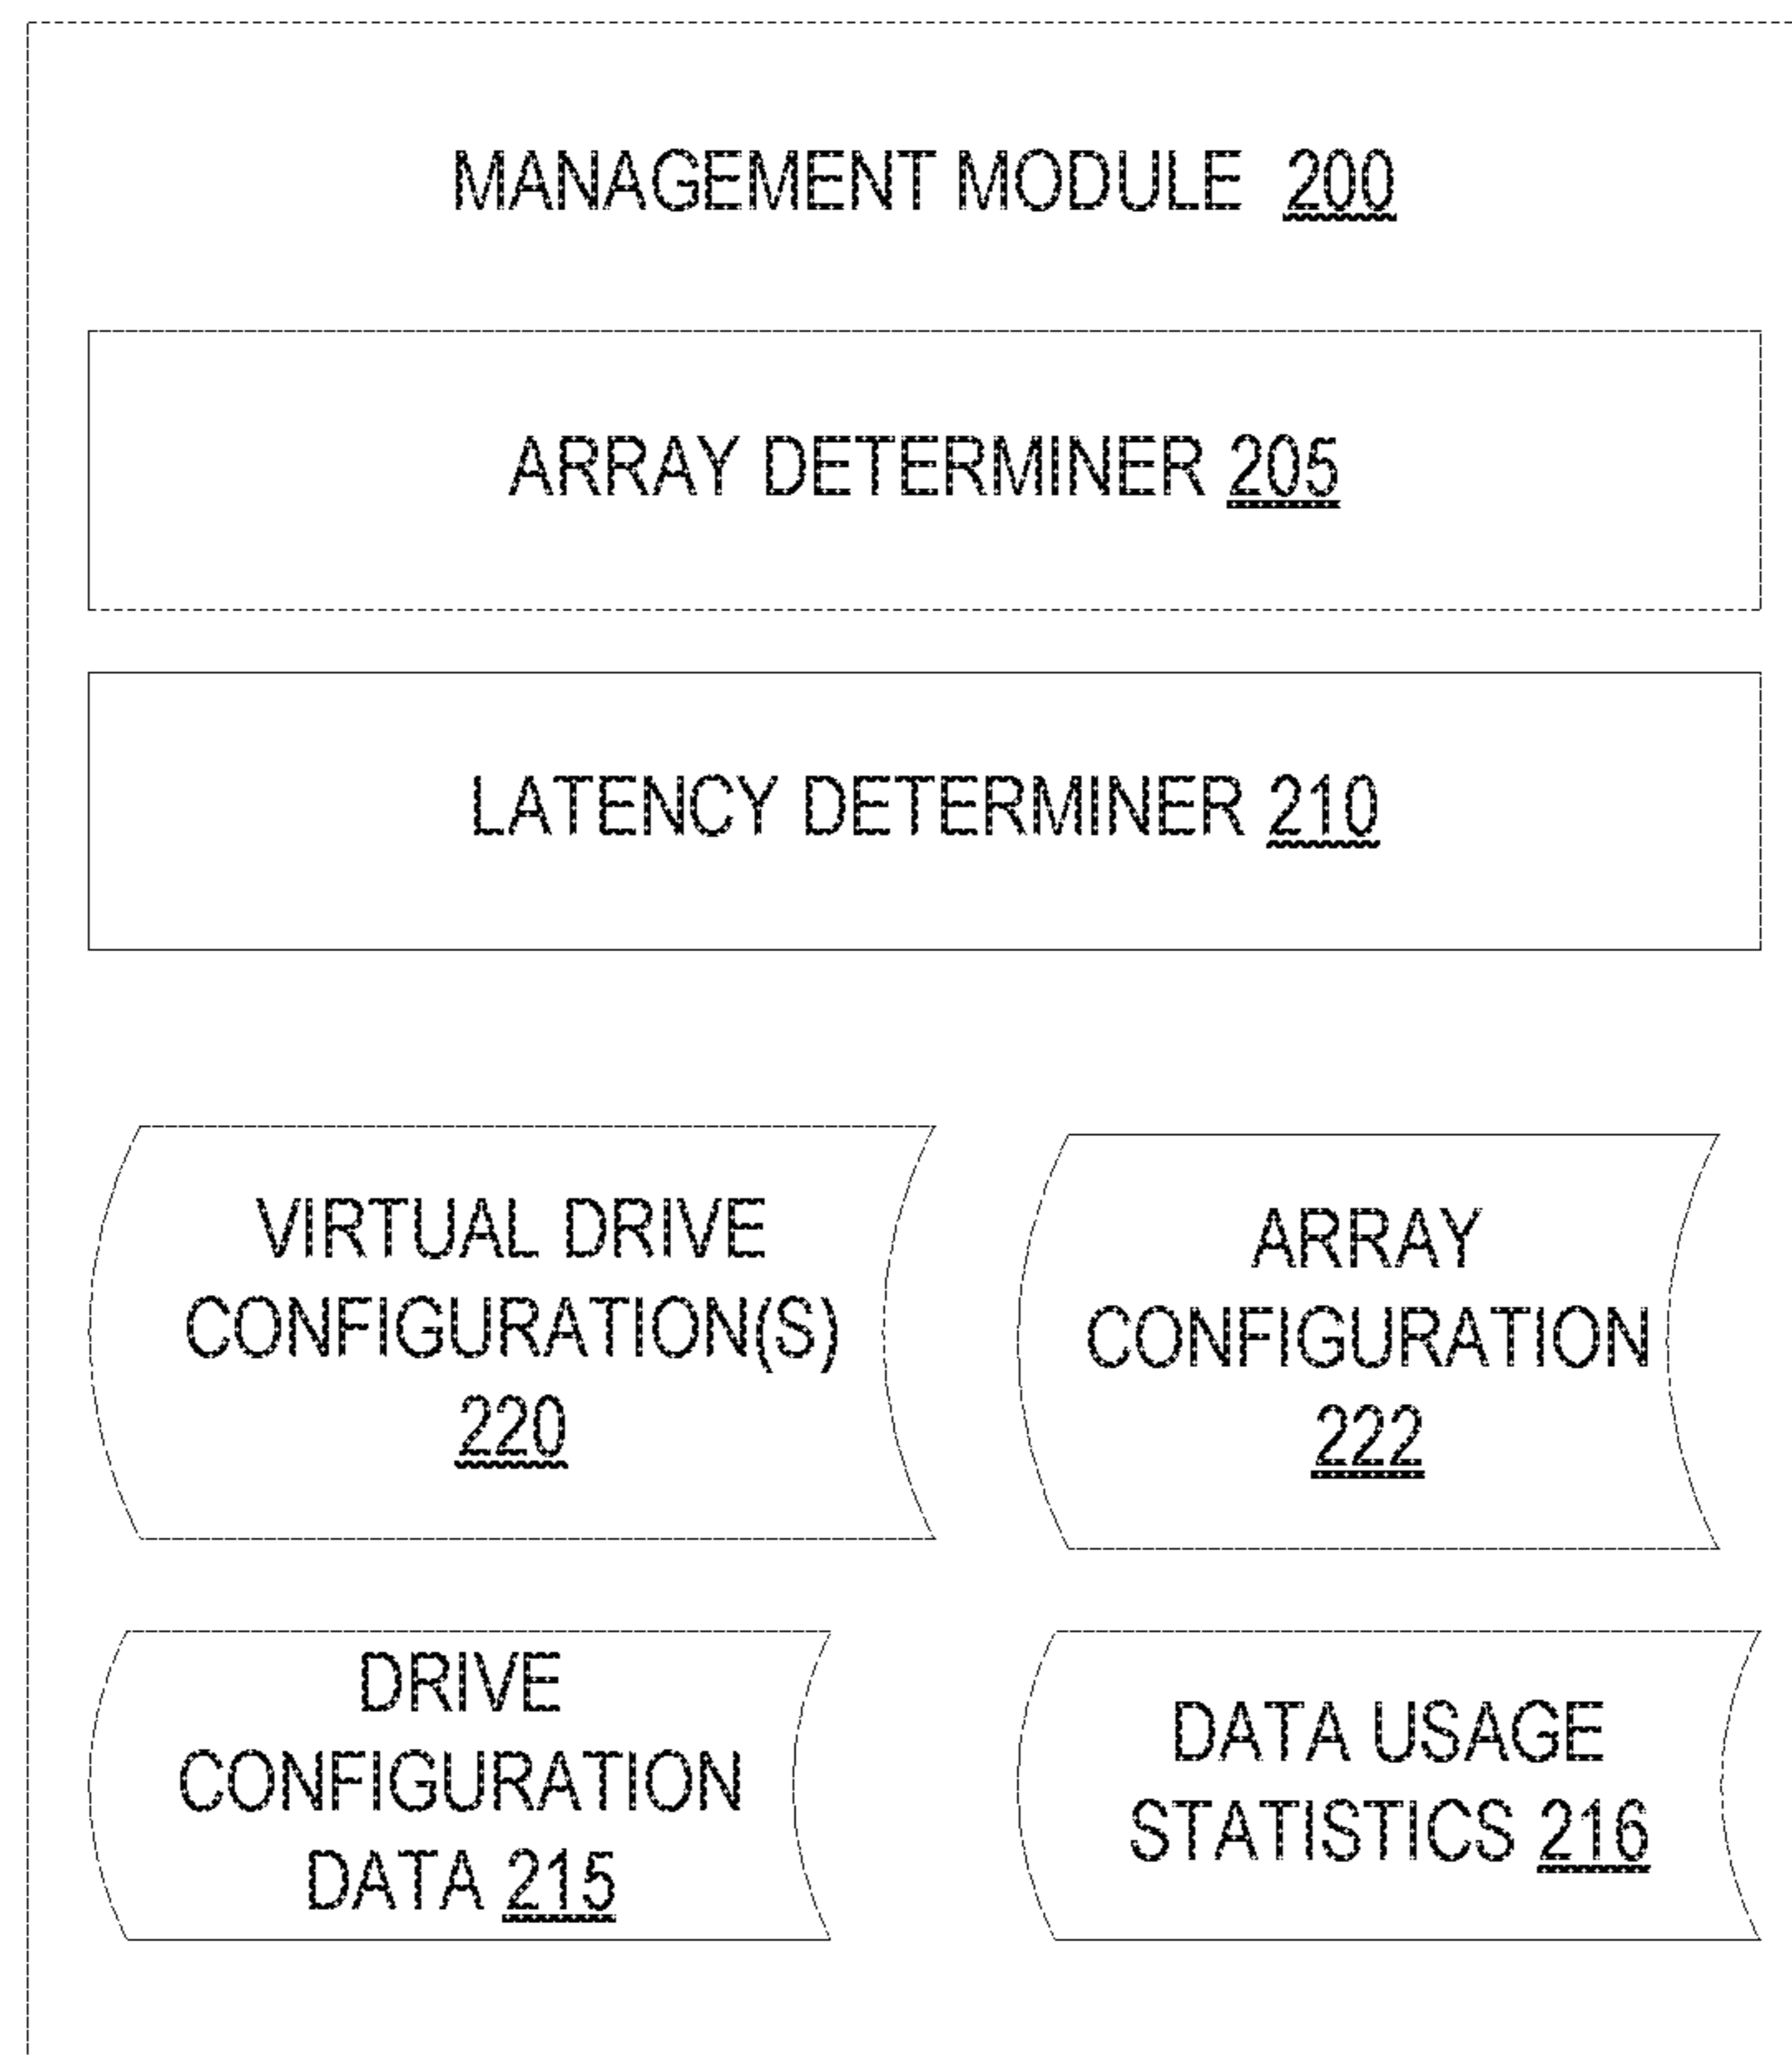 MANAGEMENT MODULE 200
ARRAY DETERMINER 205
LATENCY DETERMINER 210
VIRTUAL DRIVE
CONFIGURATION(S)
220
ARRAY
CONFIGURATION
222
DRIVE
CONFIGURATION
DATA 215
DATA USAGE
STATISTICS 216